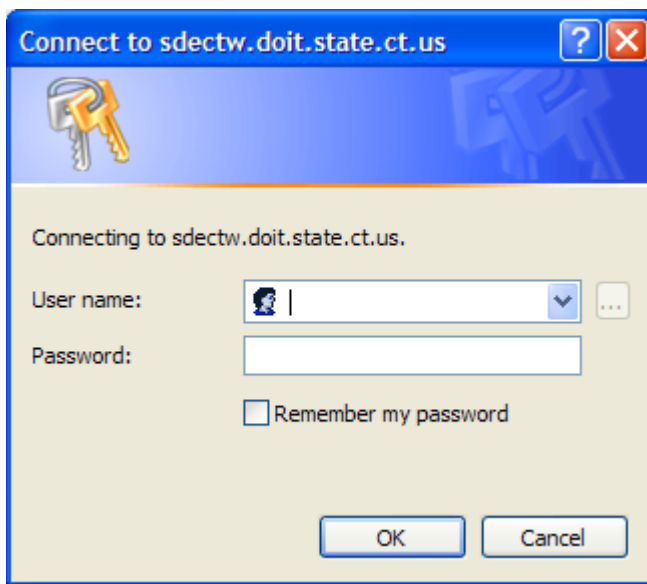 Connect to sdectw.doit.state.ct.us
Connecting to sdectw.doit.state.ct.us.
User name:
...
Password:
Remember my password
OK Cancel